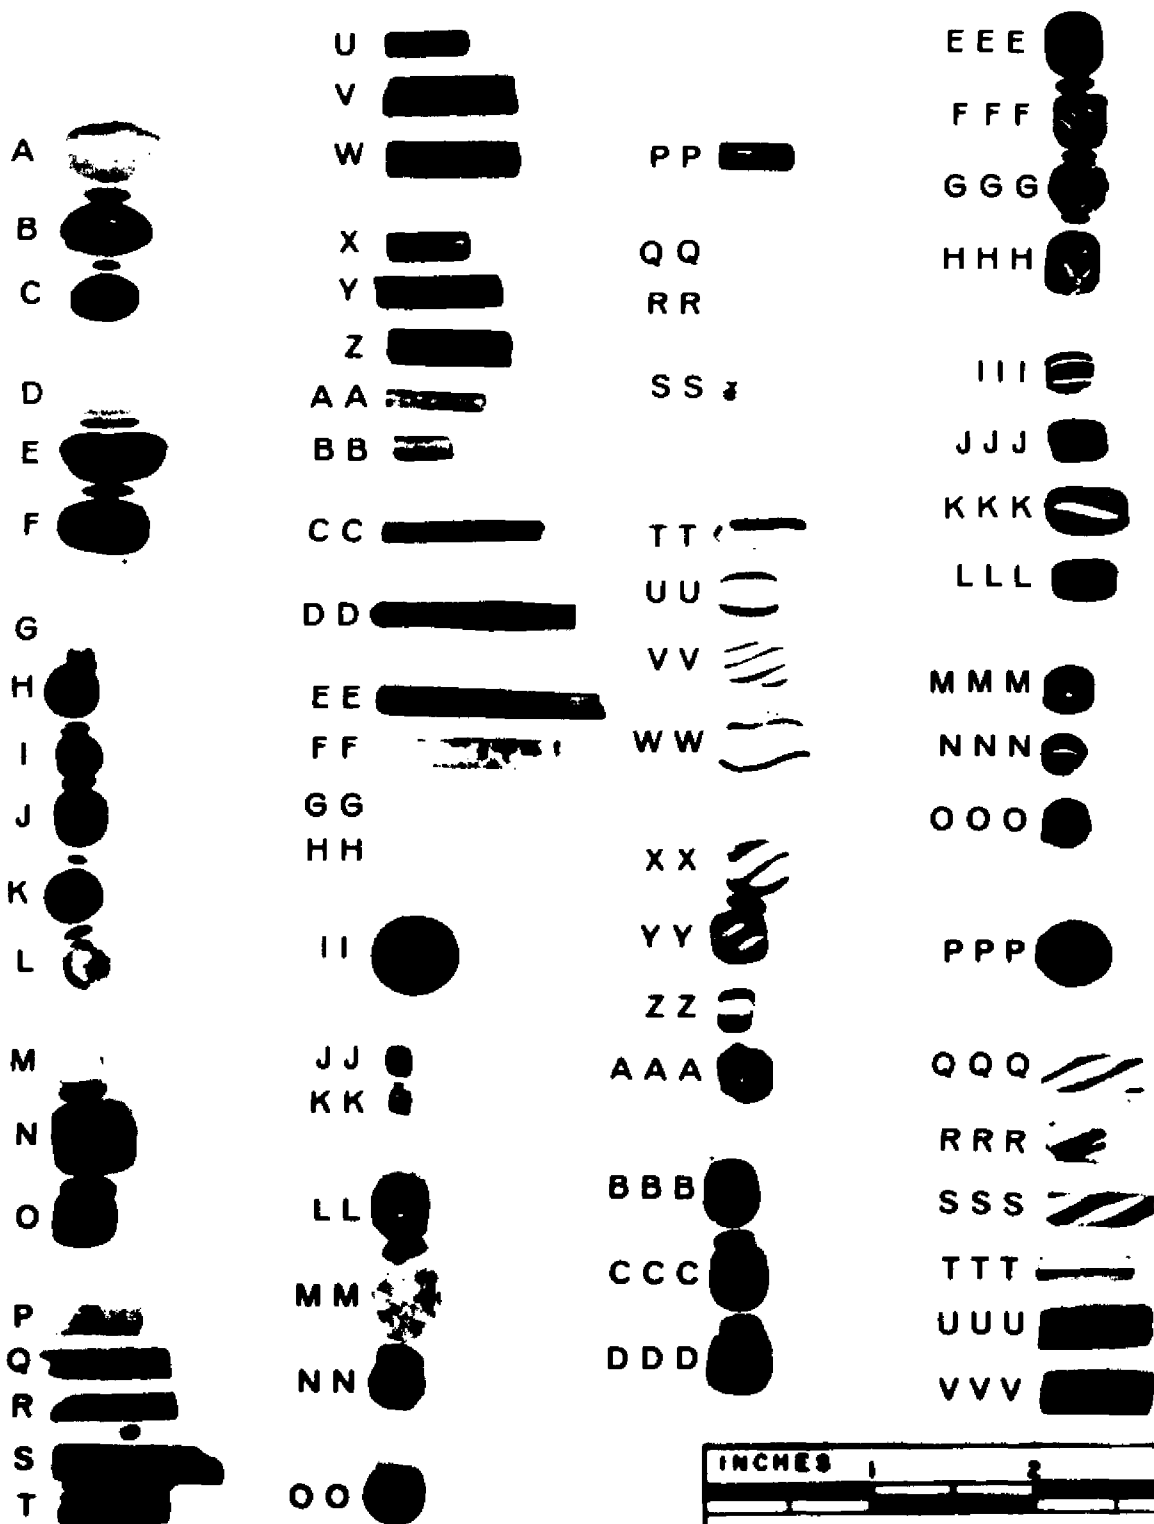 A
B
C
D
E
F
G
H
I
J
K
L
M
N
O
P
Q
R
S
T
U
V
W
X
Y
Z
AA
BB
CC
DD
EE
FF
GG
HH
II
JJ
KK
LL
MM
NN
OO
PP
QQ
RR
SS
TT
UU
VV
WW
XX
YY
ZZ
AAA
BBB
CCC
DDD
EEE
FFF
GGG
HHH
III
JJJ
KKK
LLL
MMM
NNN
OOO
PPP
QQQ
RRR
SSS
TTT
UUU
VVV
INCHES 1 2